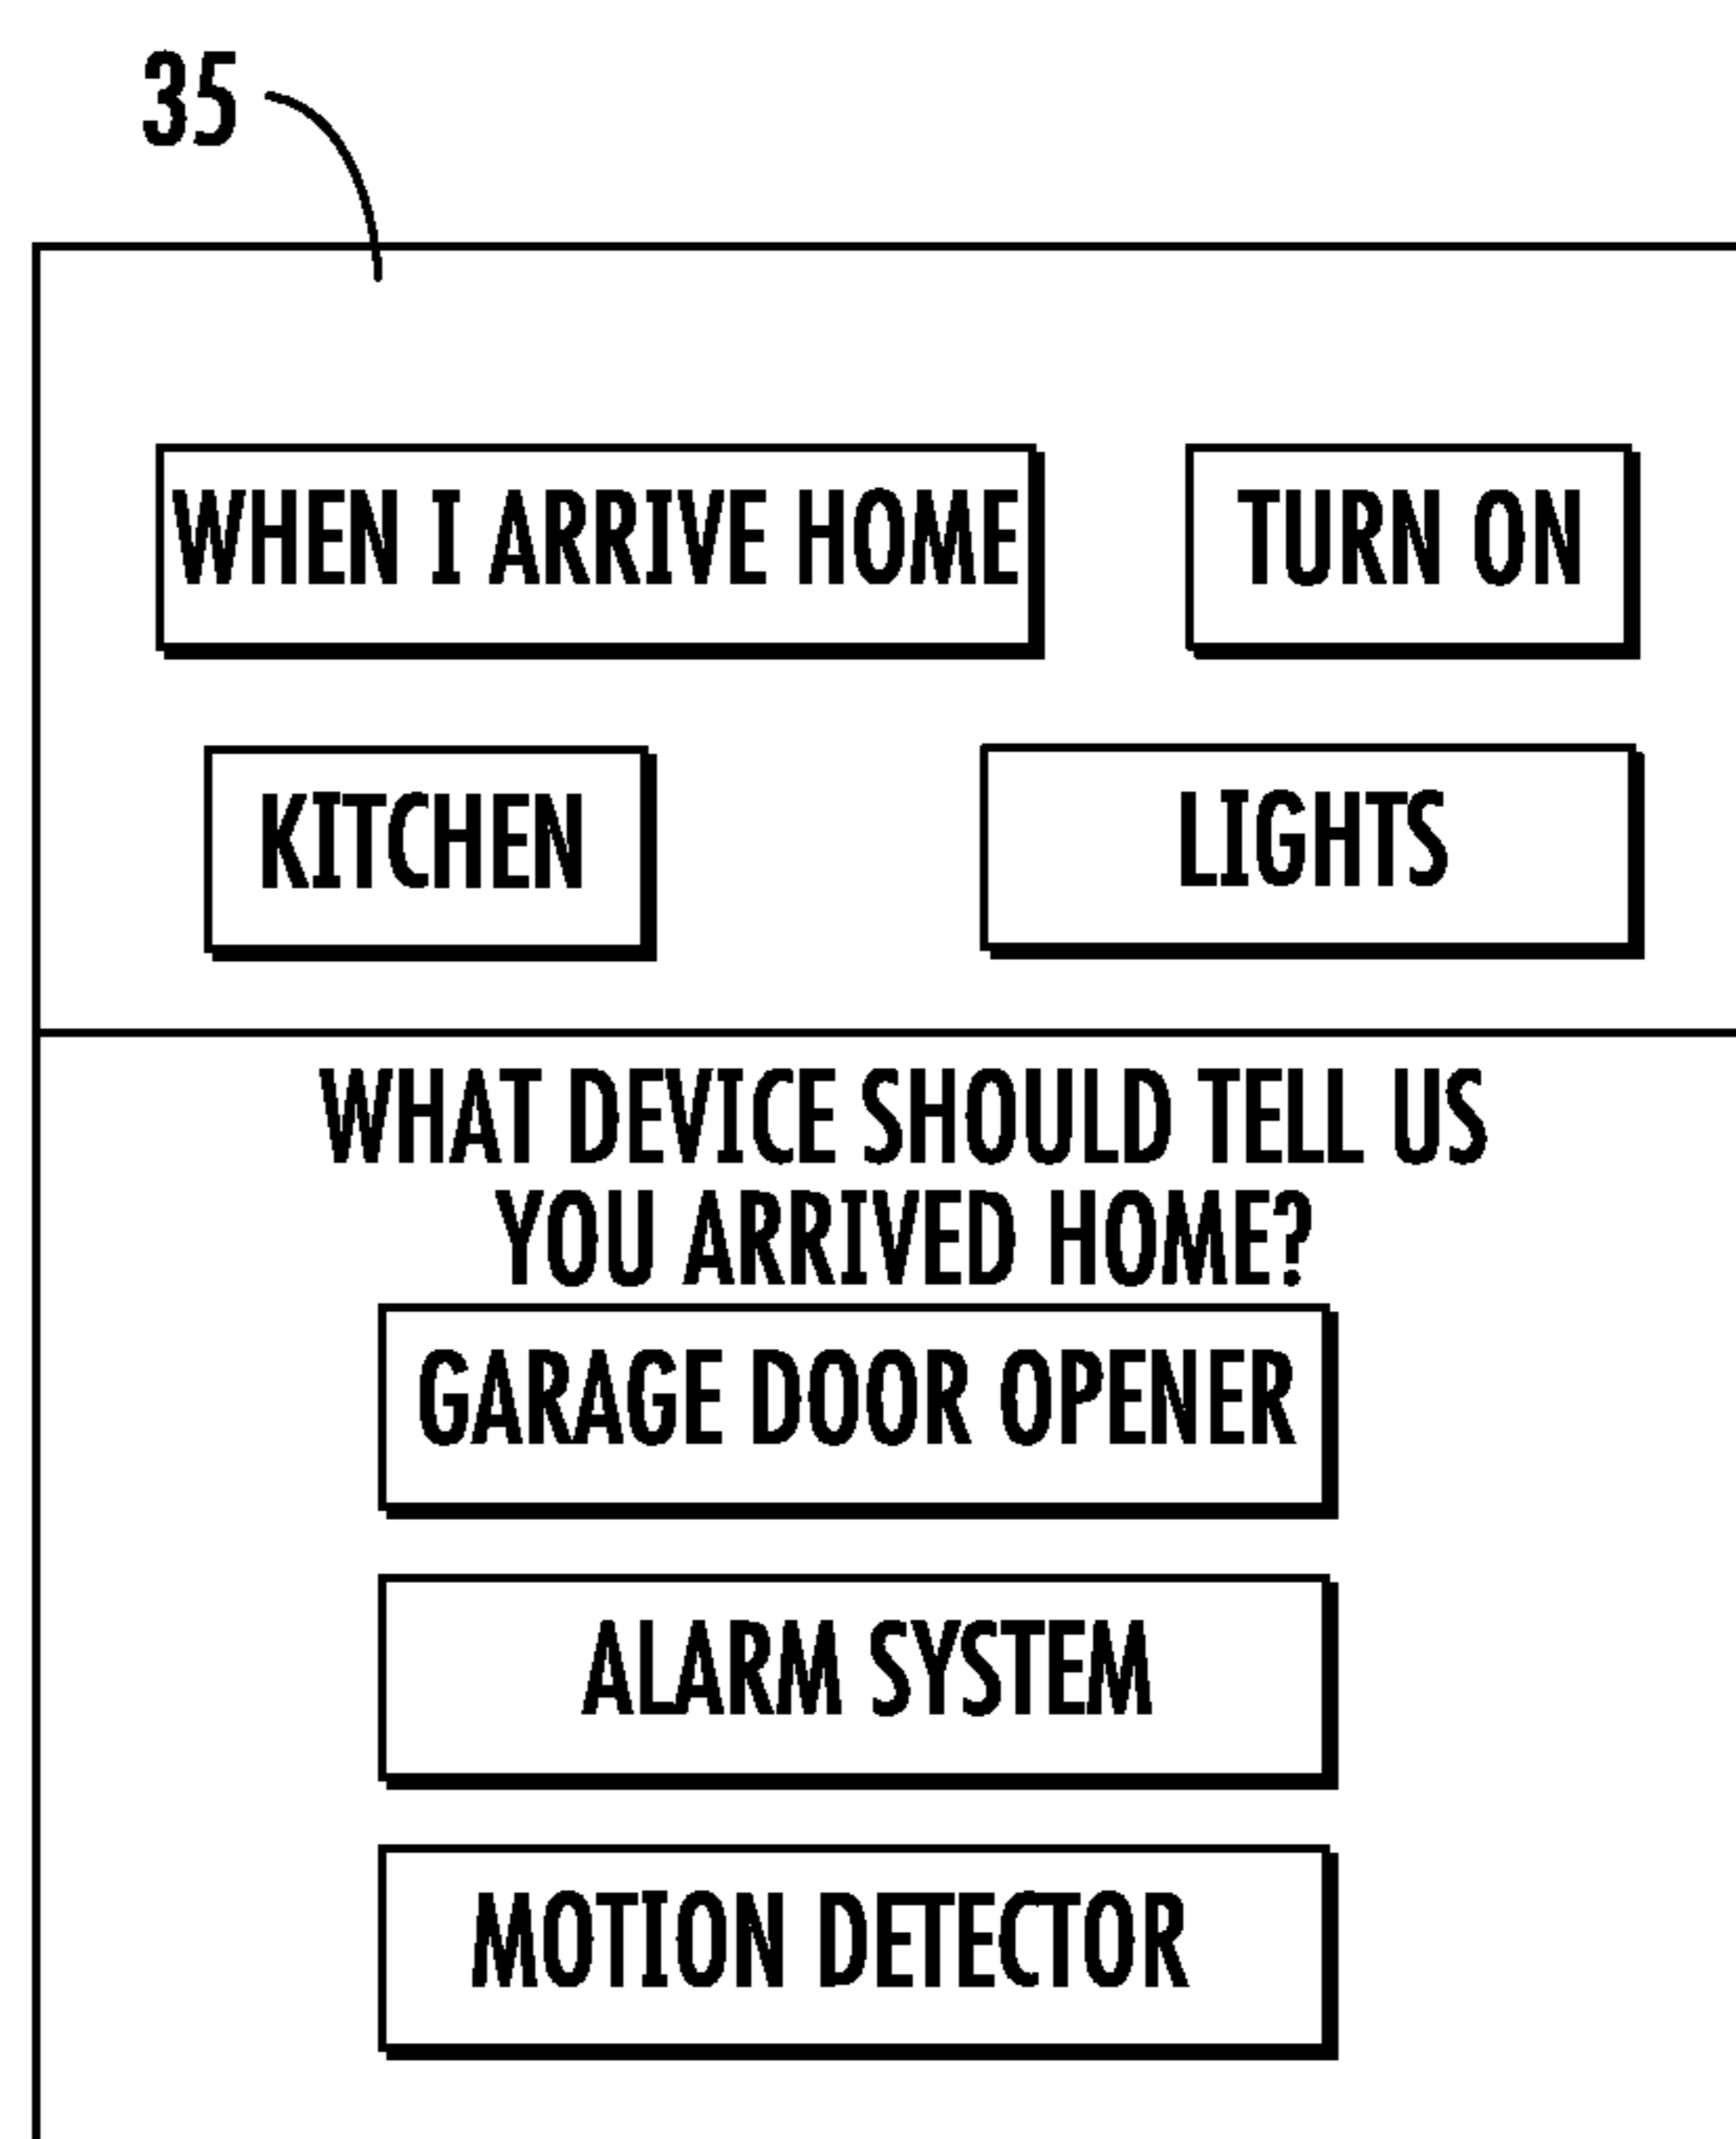 35
WHEN I ARRIVE HOME
TURN ON
KITCHEN
LIGHTS
WHAT DEVICE SHOULD TELL US
YOU ARRIVED HOME?
GARAGE DOOR OPENER
ALARM SYSTEM
MOTION DETECTOR